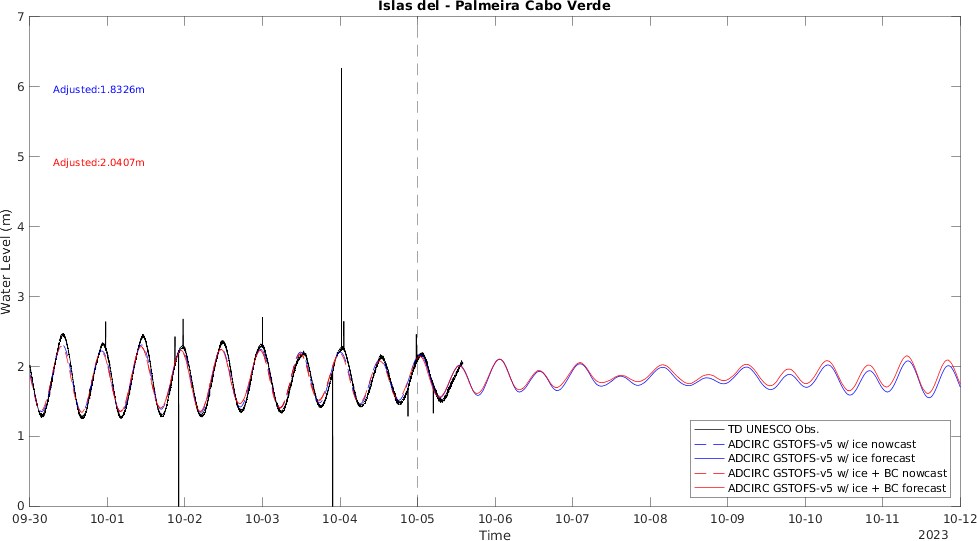 Islas del - Palmeira Cabo Verde
7
6
5
4
3
2
1
0
Water Level (m)
Adjusted:1.8326m
Adjusted:2.0407m
TD UNESCO Obs.
ADCIRC GSTOFS-v5 w/ ice nowcast
ADCIRC GSTOFS-v5 w/ ice forecast
ADCIRC GSTOFS-v5 w/ ice + BC nowcast
ADCIRC GSTOFS-v5 w/ ice + BC forecast
09-30 10-01 10-02 10-03 10-04 10-05 10-06 10-07 10-08 10-09 10-10 10-11 10-12
Time
2023